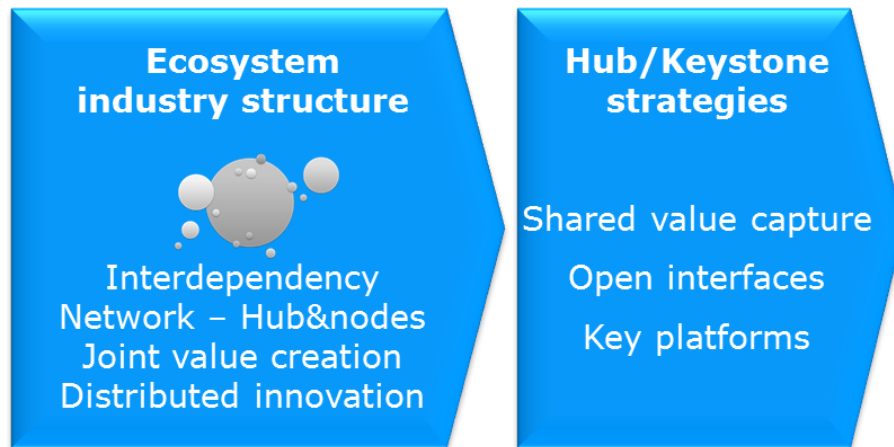 Ecosystem
industry structure
Interdependency
Network – Hub&nodes
Joint value creation
Distributed innovation
Hub/Keystone
strategies
Shared value capture
Open interfaces
Key platforms